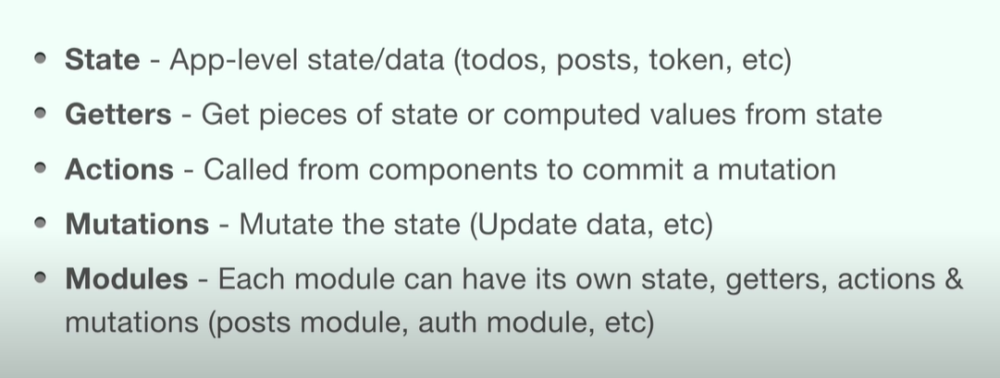 State - App-level state/data (todos, posts, token, etc)
Getters - Get pieces of state or computed values from state
Actions - Called from components to commit a mutation
Mutations - Mutate the state (Update data, etc)
Modules - Each module can have its own state, getters, actions &
mutations (posts module, auth module, etc)